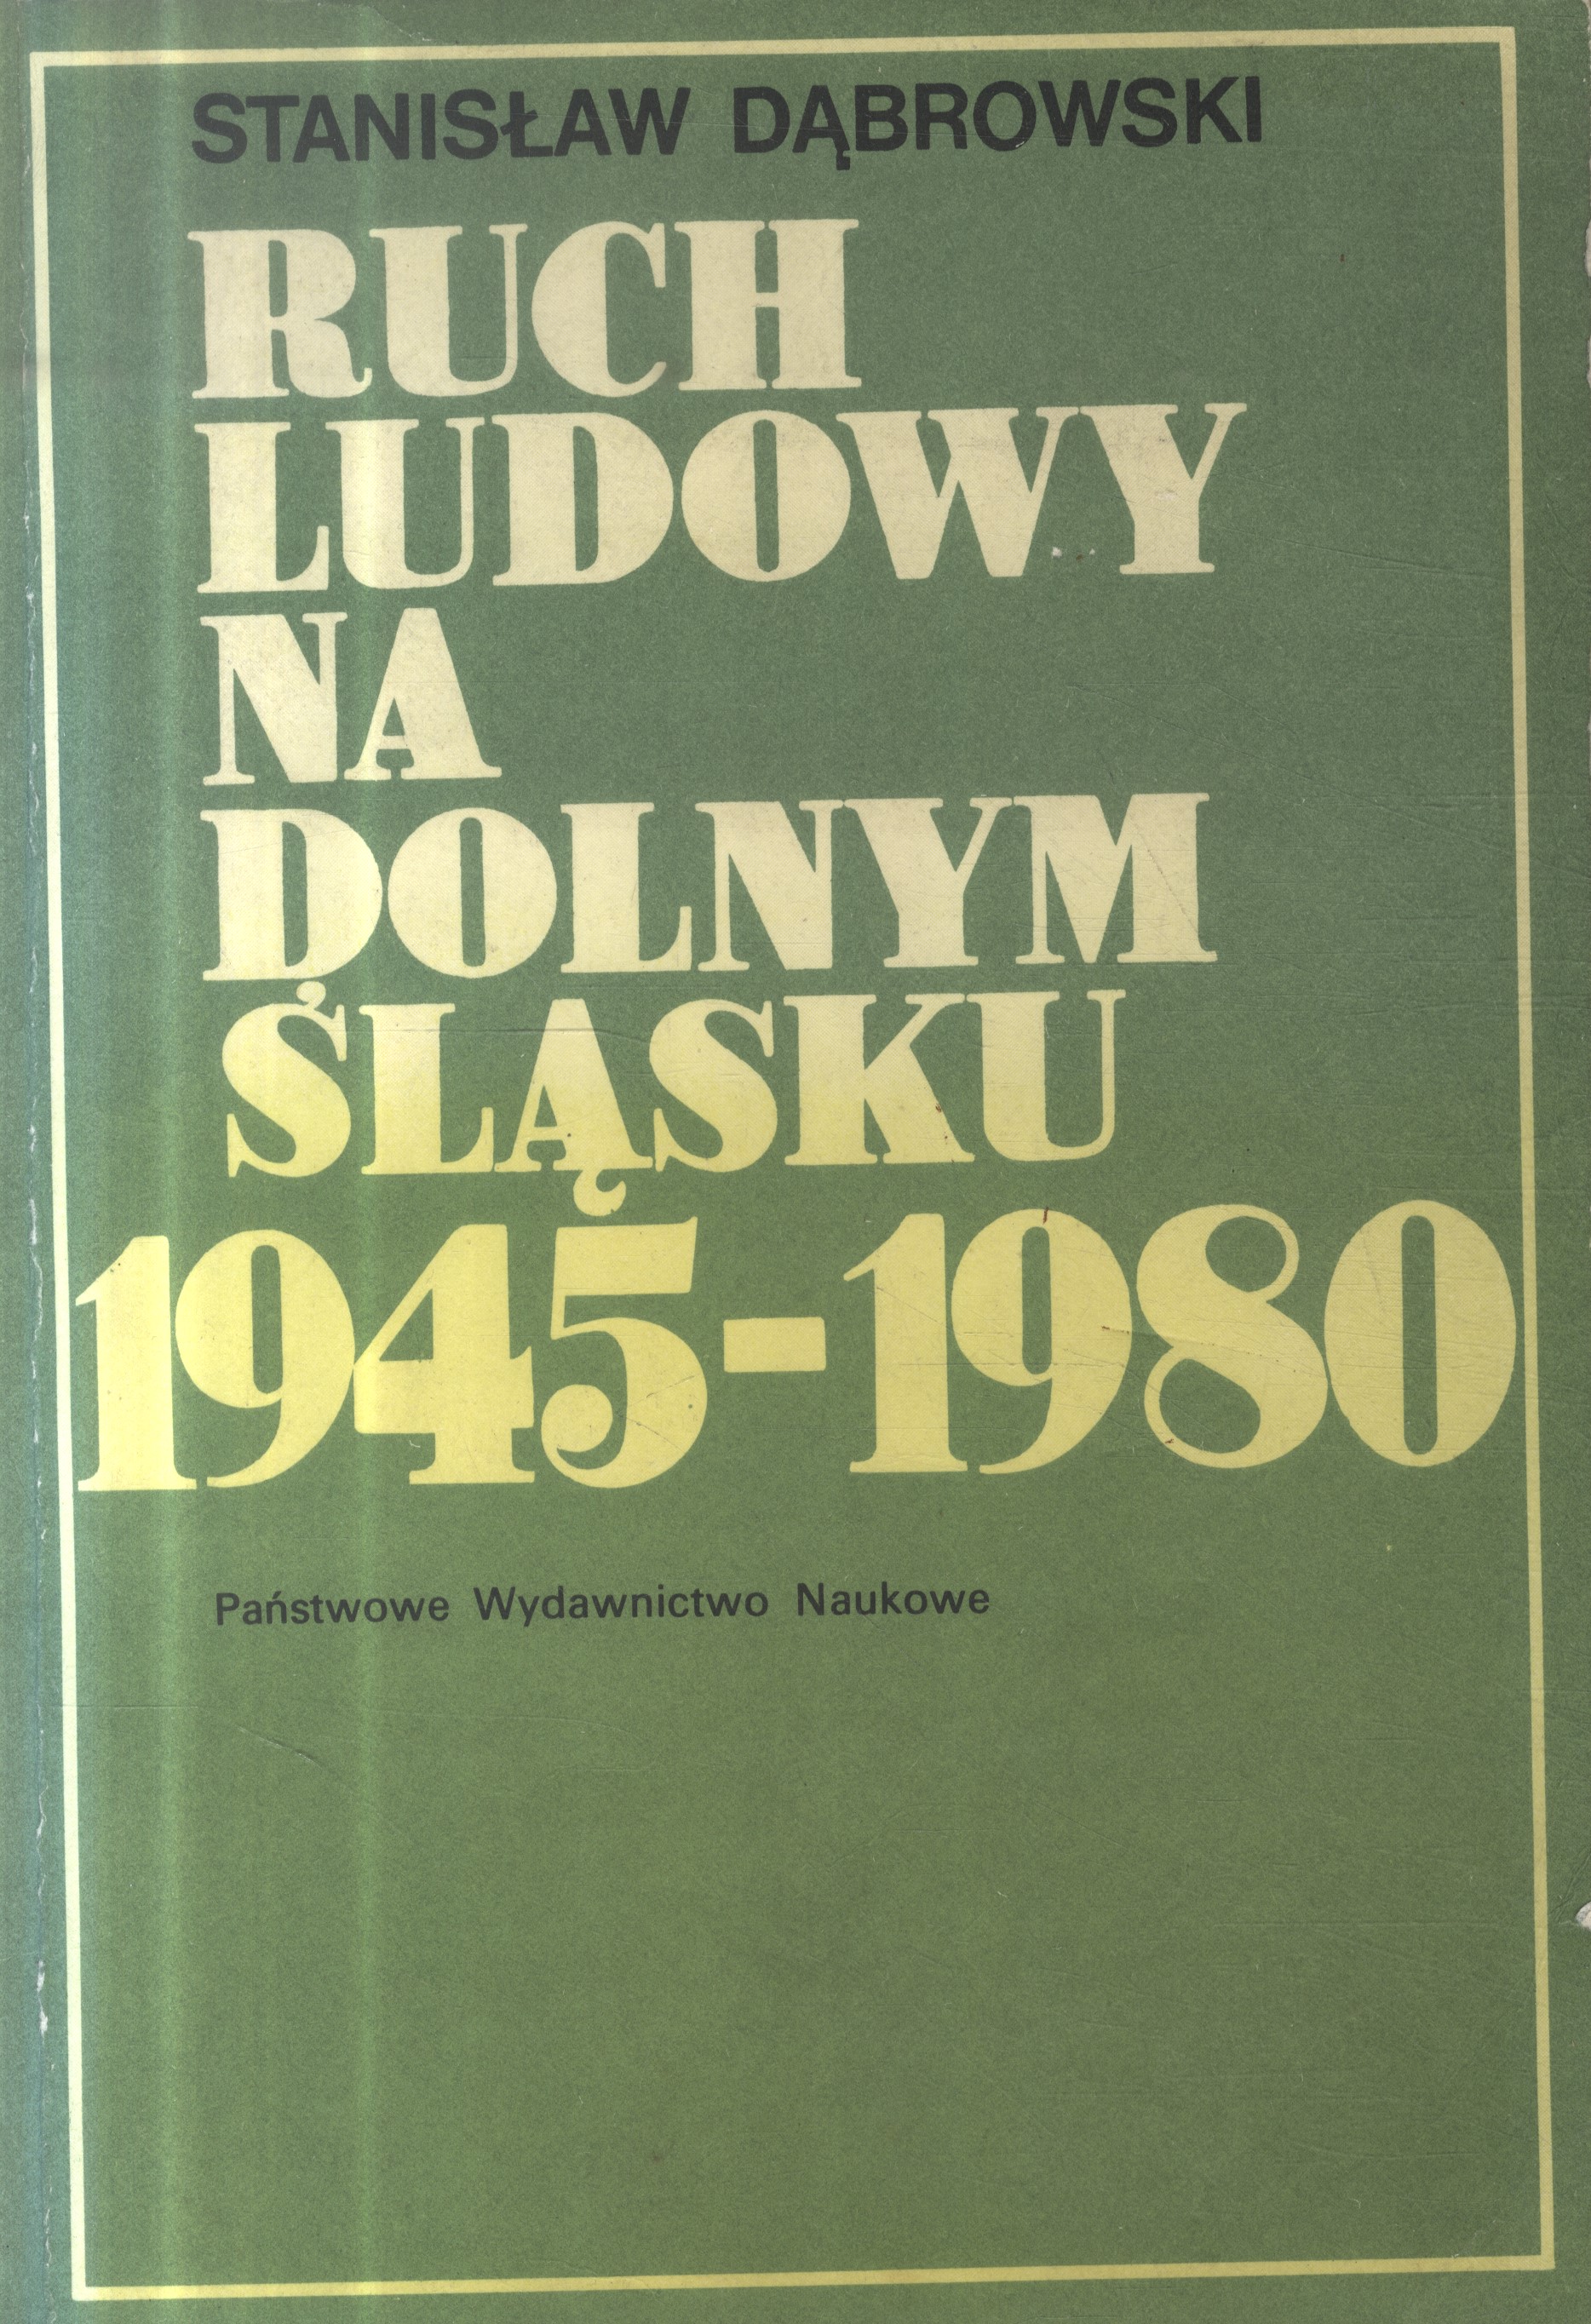 STANISŁAW DĄBROWSKI
RUCH
LUDOWY
NA
DOLNYM
ŚLĄSKU
1945-1980
Państwowe Wydawnictwo Naukowe